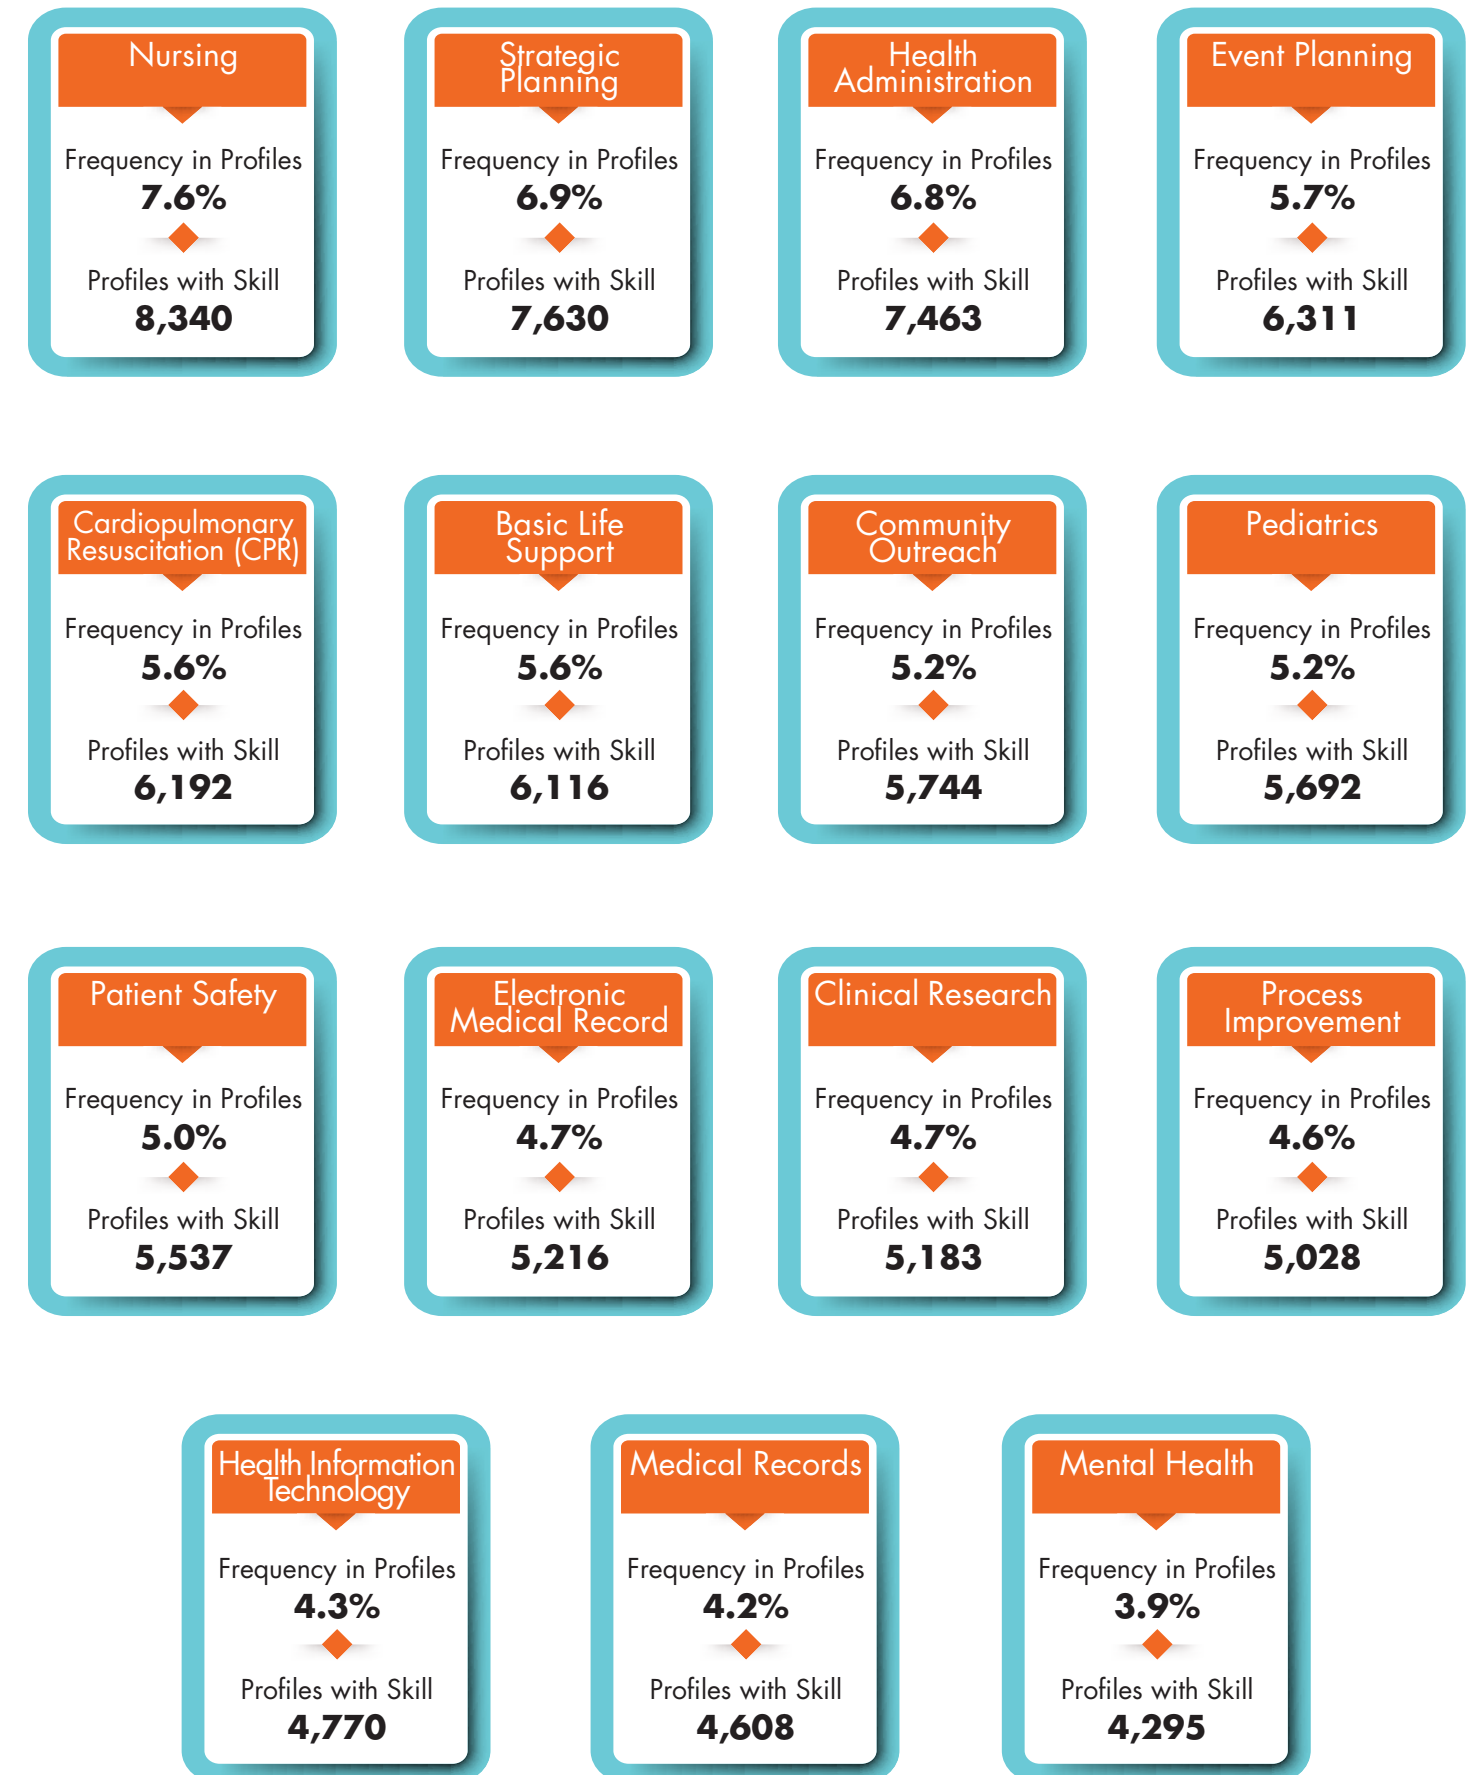 Nursing
Frequency in Profiles
7.6%
Profiles with Skill
8,340
Strategic
Planning
Frequency in Profiles
6.9%
Profiles with Skill
7,630
Health
Administration
Frequency in Profiles
6.8%
Profiles with Skill
7,463
Event Planning
Frequency in Profiles
5.7%
Profiles with Skill
6,311
Cardiopulmonary
Resuscitation (CPR)
Frequency in Profiles
5.6%
Profiles with Skill
6,192
Basic Life
Support
Frequency in Profiles
5.6%
Profiles with Skill
6,116
Community
Outreach
Frequency in Profiles
5.2%
Profiles with Skill
5,744
Pediatrics
Frequency in Profiles
5.2%
Profiles with Skill
5,692
Patient Safety
Frequency in Profiles
5.0%
Profiles with Skill
5,537
Electronic
Medical Record
Frequency in Profiles
4.7%
Profiles with Skill
5,216
Clinical Research
Frequency in Profiles
4.7%
Profiles with Skill
5,183
Process
Improvement
Frequency in Profiles
4.6%
Profiles with Skill
5,028
Health Information
Technology
Frequency in Profiles
4.3%
Profiles with Skill
4,770
Medical Records
Frequency in Profiles
4.2%
Profiles with Skill
4,608
Mental Health
Frequency in Profiles
3.9%
Profiles with Skill
4,295